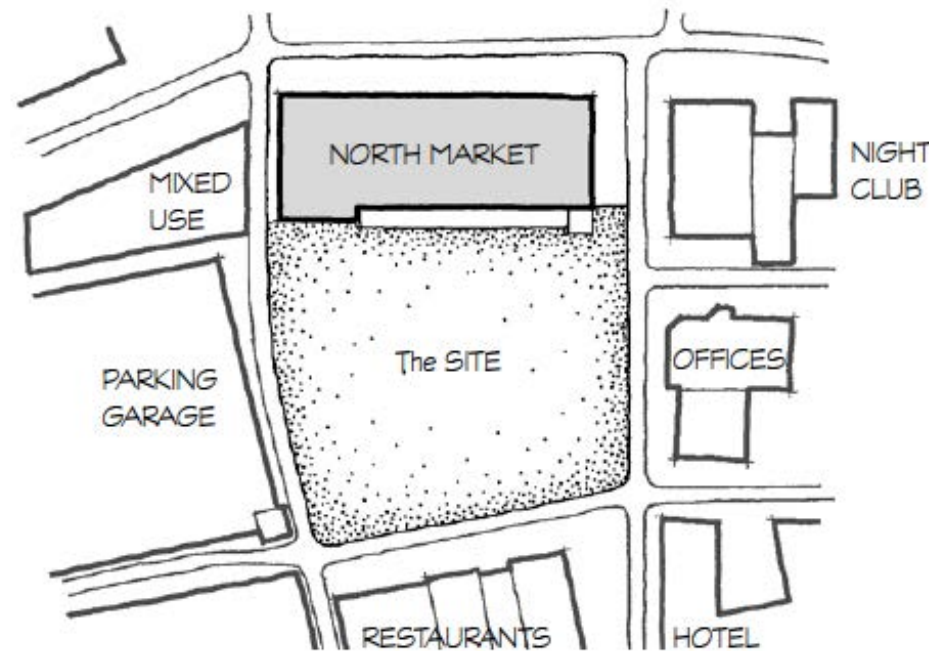 NORTH MARKET
NIGHT
CLUB
MIXED
USE
The SITE
OFFICES
PARKING
GARAGE
RESTAURANTS
HOTEL